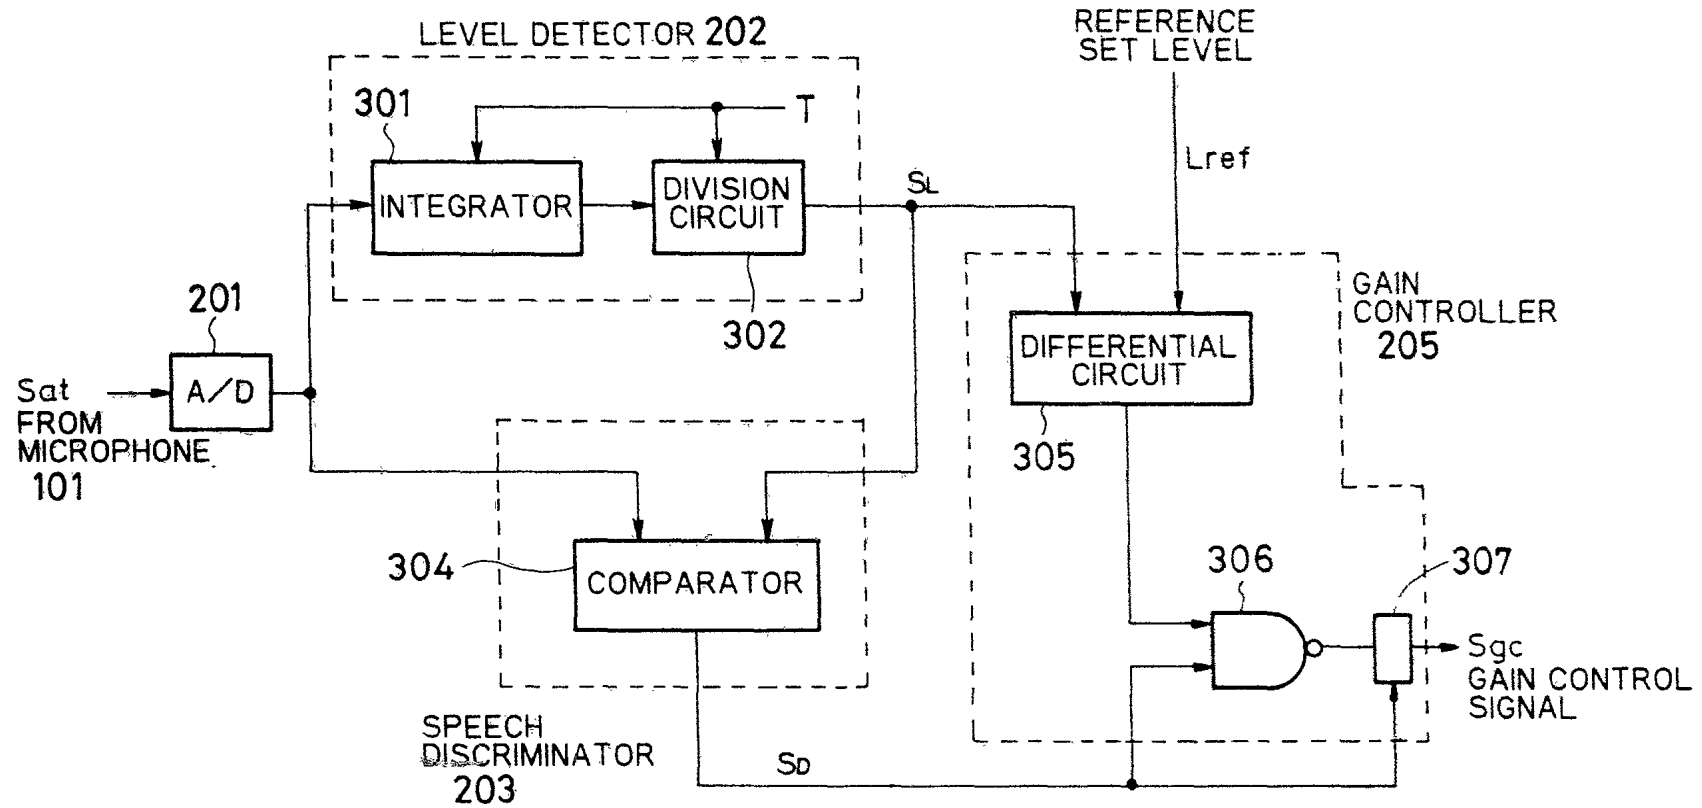 LEVEL DETECTOR 202
REFERENCE
SET LEVEL
301
T
Lref
INTEGRATOR
DIVISION
CIRCUIT
SL
302
201
GAIN
CONTROLLER
205
A/D
Sat
FROM
MICROPHONE
101
DIFFERENTIAL
CIRCUIT
305
304
COMPARATOR
306
307
Sgc
GAIN CONTROL
SIGNAL
SPEECH
DISCRIMINATOR
203
SD